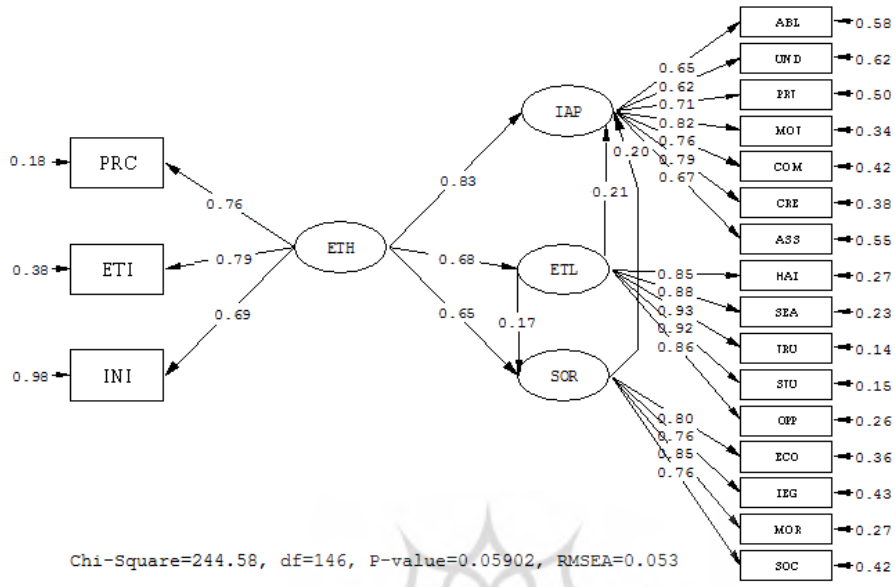 ABL 0.58
0.65
UND 0.62
0.62
PRI 0.50
0.71
IAP
0.82
MOI 0.34
0.76
0.20
0.18 PRC
COM 0.42
0.79
0.67
0.83
0.21
CRE 0.38
0.76
ASS 0.55
ETH
0.68
ETL
0.79
0.38 ETI
0.85
HAI 0.27
0.88
0.93
SEA 0.23
0.69
0.65
0.17
0.92
0.86
TRU 0.14
0.98 INI
SOR
STU 0.15
OPP 0.26
0.80
0.76
0.85
0.76
ECO 0.36
IEG 0.43
MOR 0.27
SOC 0.42
Chi-Square=244.58, df=146, P-value=0.05902, RMSEA=0.053